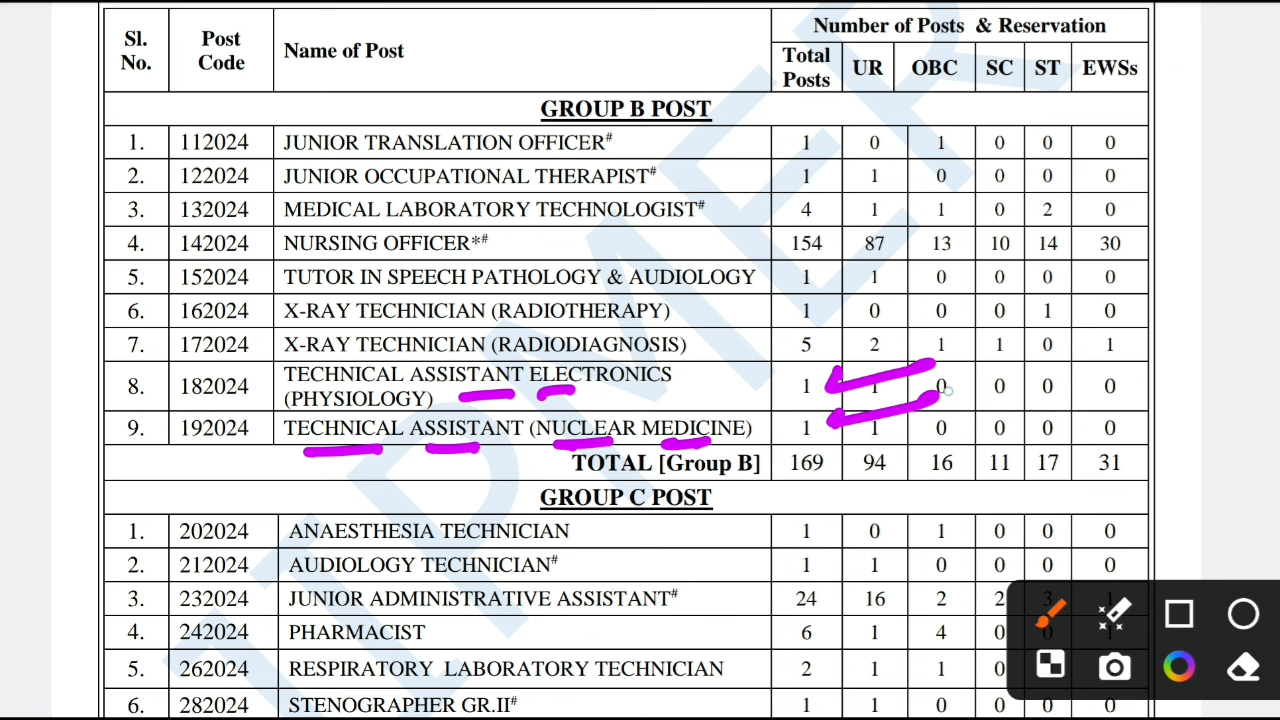 Sl. No. Post Code Name of Post Number of Posts & Reservation
Total Posts UR OBC SC ST EWSs
GROUP B POST
1. 112024 JUNIOR TRANSLATION OFFICER# 1 0 1 0 0 0
2. 122024 JUNIOR OCCUPATIONAL THERAPIST# 1 1 0 0 0 0
3. 132024 MEDICAL LABORATORY TECHNOLOGIST# 4 1 1 0 2 0
4. 142024 NURSING OFFICER*# 154 87 13 10 14 30
5. 152024 TUTOR IN SPEECH PATHOLOGY & AUDIOLOGY 1 1 0 0 0 0
6. 162024 X-RAY TECHNICIAN (RADIOTHERAPY) 1 0 0 0 1 0
7. 172024 X-RAY TECHNICIAN (RADIODIAGNOSIS) 5 2 1 1 0 1
8. 182024 TECHNICAL ASSISTANT ELECTRONICS (PHYSIOLOGY) 1 1 0 0 0 0
9. 192024 TECHNICAL ASSISTANT (NUCLEAR MEDICINE) 1 1 0 0 0 0
TOTAL [Group B] 169 94 16 11 17 31
GROUP C POST
1. 202024 ANAESTHESIA TECHNICIAN 1 0 1 0 0 0
2. 212024 AUDIOLOGY TECHNICIAN# 1 1 0 0 0 0
3. 232024 JUNIOR ADMINISTRATIVE ASSISTANT# 24 16 2 2 3 1
4. 242024 PHARMACIST 6 1 4 0 0 1
5. 262024 RESPIRATORY LABORATORY TECHNICIAN 2 1 1 0
6. 282024 STENOGRAPHER GR.II# 1 1 0 0 0 0
JIPMER